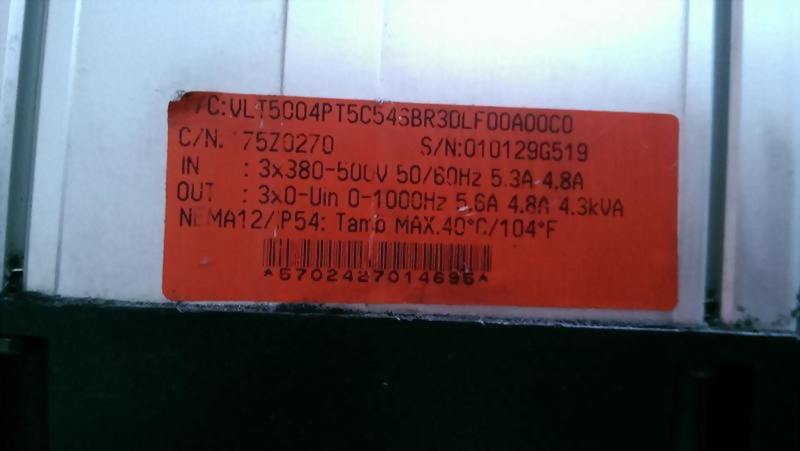 /C:VLT5004PT5C54SBR3DLF00A00C0
C/N: 175Z0270 S/N:010129G519
IN : 3x380-500V 50/60Hz 5.3A 4.8A
OUT : 3x0-Uin 0-1000Hz 5.6A 4.8A 4.3kVA
NEMA12/IP54: Tamb MAX.40°C/104°F
*5702427014695*